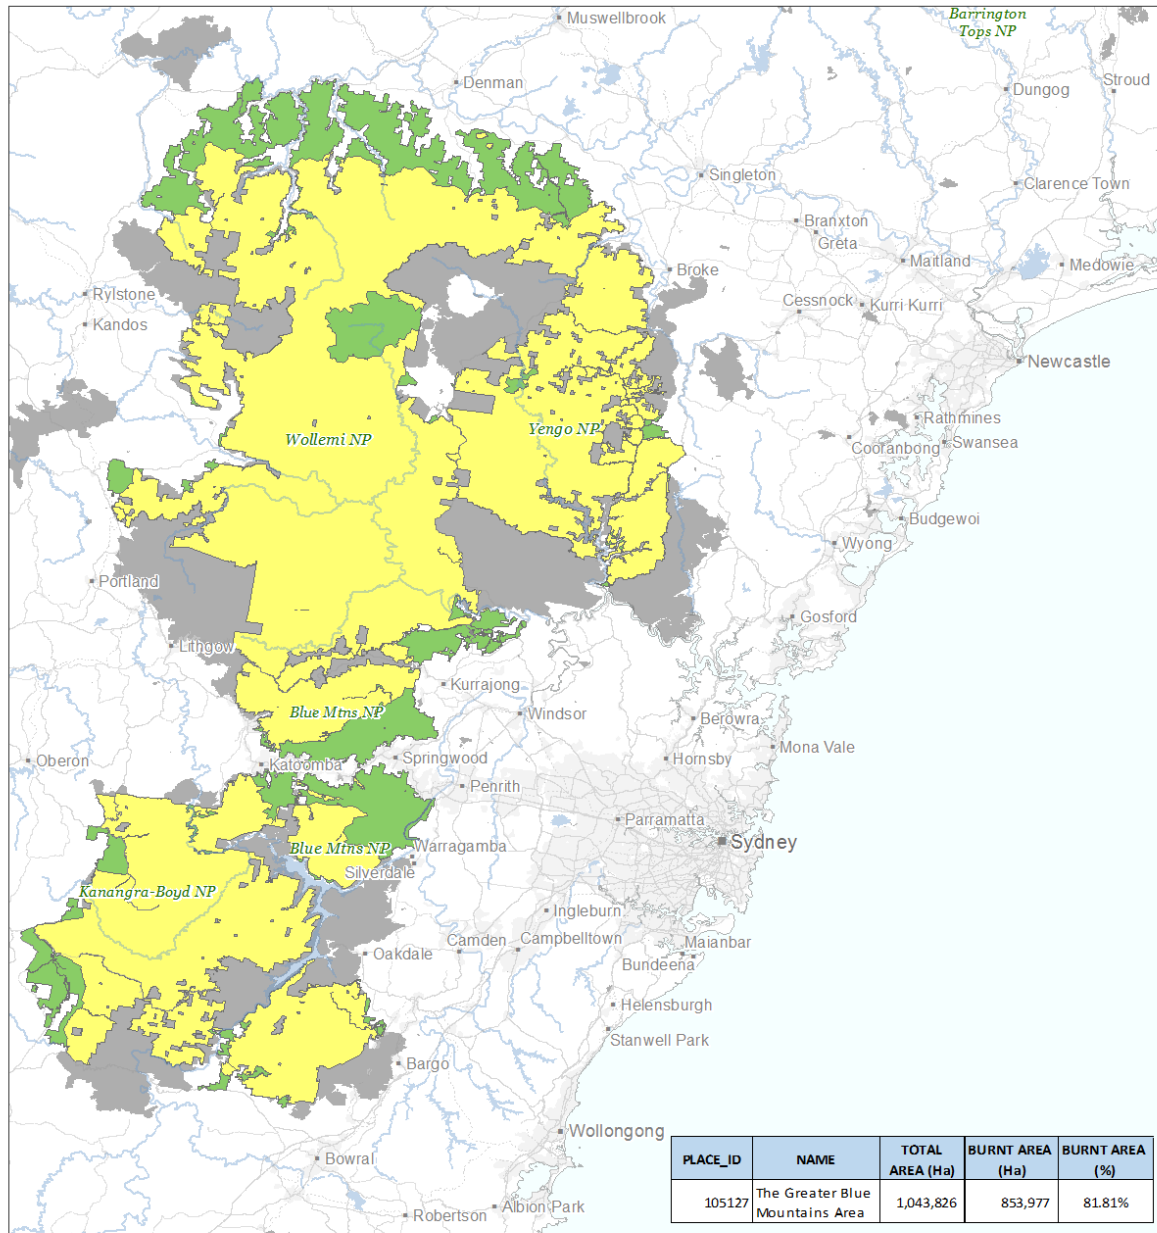 Muswellbrook
Barrington
Tops NP
Denman
Stroud
Dungog
Singleton
Clarence Town
Branxton
Greta
Maitland
Medowie
Broke
Rylstone
Cessnock
Kurri Kurri
Kandos
Newcastle
Rathmines
Wollemi NP
Yengo NP
Cooranbong
Swansea
Budgewoi
Wyong
Portland
Gosford
Lithgow
Kurrajong
Blue Mtns NP
Windsor
Berowra
Mona Vale
Oberon
Katoomba
Springwood
Hornsby
Penrith
Parramatta
Sydney
Blue Mtns NP
Warragamba
Silverdale
Kananagra-Boyd NP
Ingleburn
Camden
Campbelltown
Maianbar
Oakdale
Bundeena
Helensburgh
Stanwell Park
Bargo
Wollongong
Bowral
Albion Park
Robertson
PLACE_ID NAME TOTAL AREA (Ha) BURNT AREA (Ha) BURNT AREA (%)
105127 The Greater Blue Mountains Area 1,043,826 853,977 81.81%